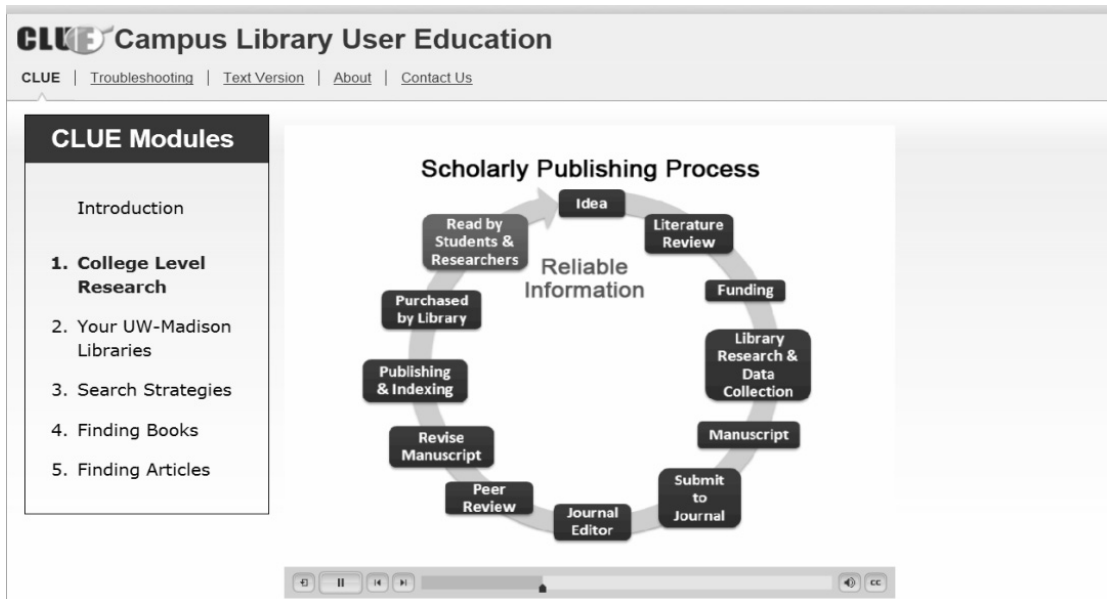 CLUE Campus Library User Education
CLUE | Troubleshooting | Text Version | About | Contact Us
CLUE Modules
Introduction
1. College Level
Research
2. Your UW-Madison
Libraries
3. Search Strategies
4. Finding Books
5. Finding Articles
Scholarly Publishing Process
Idea
Literature
Review
Funding
Library
Research &
Data
Collection
Manuscript
Submit
to
Journal
Journal
Editor
Peer
Review
Revise
Manuscript
Publishing
& Indexing
Purchased
by Library
Read by
Students &
Researchers
Reliable
Information
CC